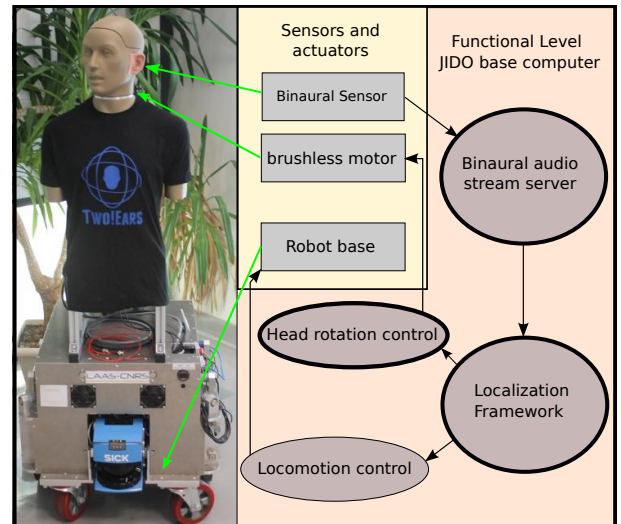 Sensors and
actuators
Functional Level
JIDO base computer
Binaural Sensor
brushless motor
Robot base
Binaural audio
stream server
Head rotation control
Localization
Framework
Locomotion control
TWO!EARS
LAAS-CNRS
SICK